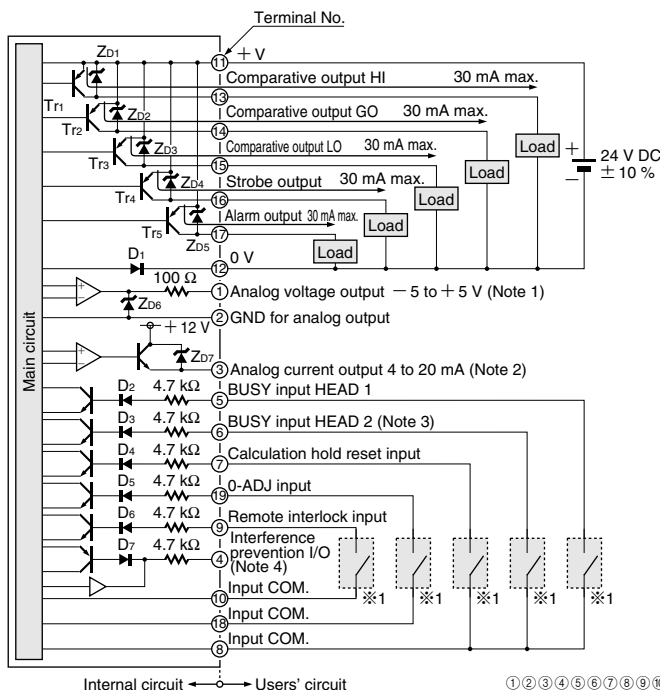 Terminal No.
ZD1
⑪ + V
Comparative output HI 30 mA max.
Tr1
⑬
ZD2
Comparative output GO 30 mA max.
Tr2
⑭
ZD3
Comparative output LO 30 mA max.
Load
+
24 V DC
± 10 %
−
Tr3
⑮
Load
ZD4
Strobe output 30 mA max.
Tr4
⑯
Load
Alarm output 30 mA max.
Load
Tr5
ZD5
⑰
Load
D1
⑫ 0 V
100 Ω
① Analog voltage output − 5 to + 5 V (Note 1)
ZD6
② GND for analog output
+ 12 V
ZD7
③ Analog current output 4 to 20 mA (Note 2)
Main circuit
D2 4.7 kΩ ⑤ BUSY input HEAD 1
D3 4.7 kΩ ⑥ BUSY input HEAD 2 (Note 3)
D4 4.7 kΩ ⑦ Calculation hold reset input
D5 4.7 kΩ ⑲ 0-ADJ input
D6 4.7 kΩ ⑨ Remote interlock input
D7 4.7 kΩ ④ Interference prevention I/O (Note 4)
⑩ Input COM.
※1 ※1 ※1 ※1 ※1
⑱ Input COM.
⑧ Input COM.
Internal circuit Users' circuit
①②③④⑤⑥⑦⑧⑨⑩